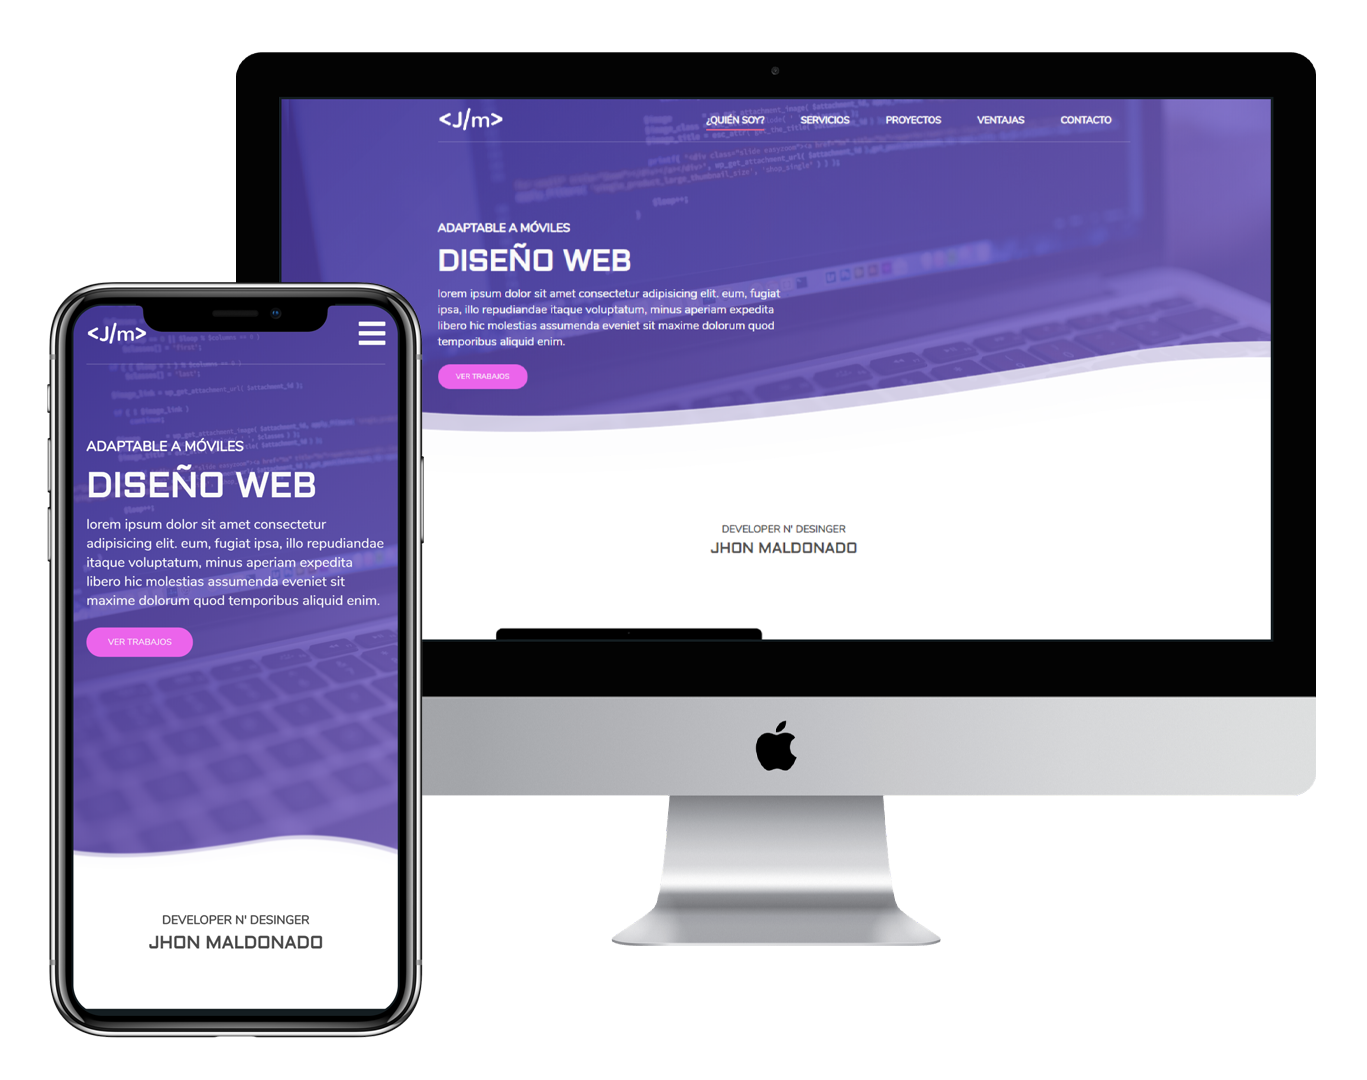 <J/m>
¿QUIÉN SOY? SERVICIOS PROYECTOS VENTAJAS CONTACTO
ADAPTABLE A MÓVILES
DISEÑO WEB
lorem ipsum dolor sit amet consectetur adipisicing elit. eum, fugiat
ipsa, illo repudiandae itaque voluptatum, minus aperiam expedita
libero hic molestias assumenda eveniet sit maxime dolorum quod
temporibus aliquid enim.
VER TRABAJOS
DEVELOPER N' DESINGER
JHON MALDONADO
<J/m>
ADAPTABLE A MÓVILES
DISEÑO WEB
lorem ipsum dolor sit amet consectetur
adipisicing elit. eum, fugiat ipsa, illo repudiandae
itaque voluptatum, minus aperiam expedita
libero hic molestias assumenda eveniet sit
maxime dolorum quod temporibus aliquid enim.
VER TRABAJOS
DEVELOPER N' DESINGER
JHON MALDONADO